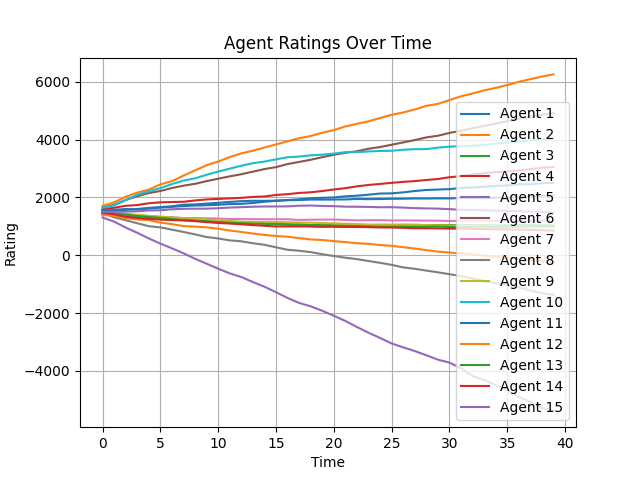 Agent Ratings Over Time
6000
4000
2000
0
−2000
−4000
Rating
0 5 10 15 20 25 30 35 40
Time
Agent 1
Agent 2
Agent 3
Agent 4
Agent 5
Agent 6
Agent 7
Agent 8
Agent 9
Agent 10
Agent 11
Agent 12
Agent 13
Agent 14
Agent 15